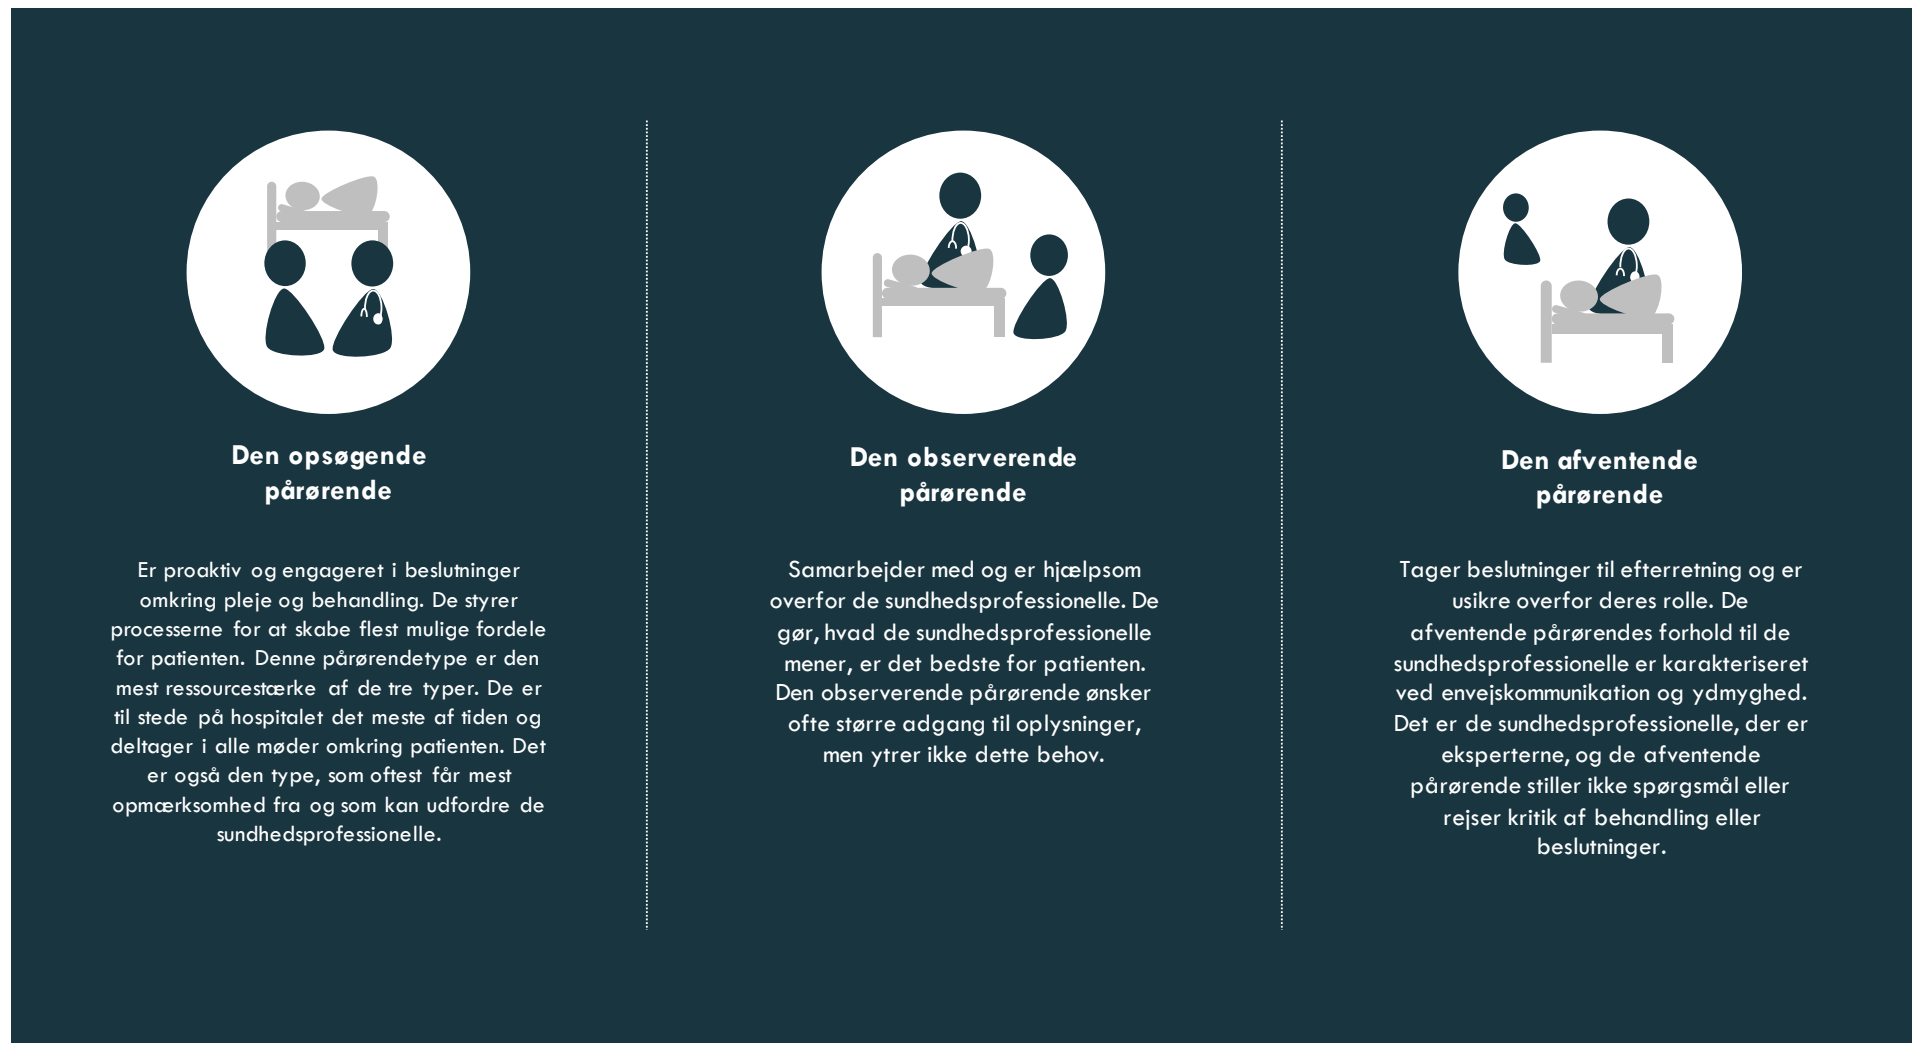 Den opsøgende
pårørende
Er proaktiv og engageret i beslutninger
omkring pleje og behandling. De styrer
processerne for at skabe flest mulige fordele
for patienten. Denne pårørendetype er den
mest ressourcestærke af de tre typer. De er
til stede på hospitalet det meste af tiden og
deltager i alle møder omkring patienten. Det
er også den type, som oftest får mest
opmærksomhed fra og som kan udfordre de
sundhedsprofessionelle.
Den observerende
pårørende
Samarbejder med og er hjælpsom
overfor de sundhedsprofessionelle. De
gør, hvad de sundhedsprofessionelle
mener, er det bedste for patienten.
Den observerende pårørende ønsker
ofte større adgang til oplysninger,
men ytrer ikke dette behov.
Den afventende
pårørende
Tager beslutninger til efterretning og er
usikre overfor deres rolle. De
afventende pårørendes forhold til de
sundhedsprofessionelle er karakteriseret
ved envejskommunikation og ydmyghed.
Det er de sundhedsprofessionelle, der er
eksperterne, og de afventende
pårørende stiller ikke spørgsmål eller
rejser kritik af behandling eller
beslutninger.